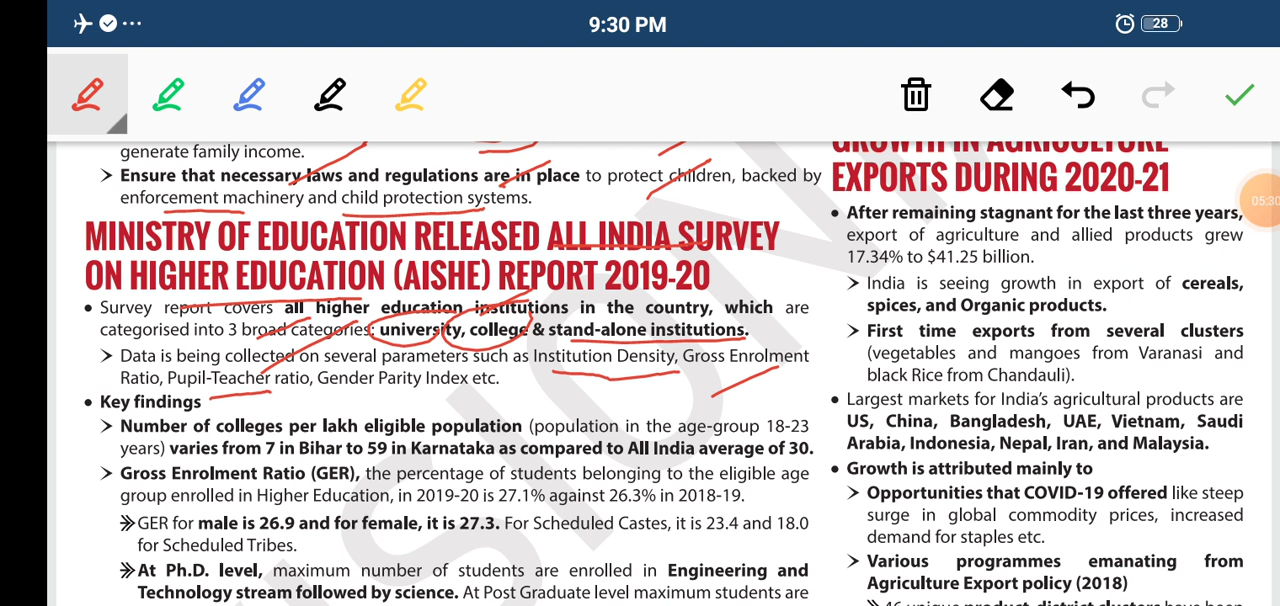 9:30 PM
28
generate family income.
> Ensure that necessary laws and regulations are in place to protect children, backed by
enforcement machinery and child protection systems.
MINISTRY OF EDUCATION RELEASED ALL INDIA SURVEY
ON HIGHER EDUCATION (AISHE) REPORT 2019-20
• Survey report covers all higher education institutions in the country, which are
categorised into 3 broad categories: university, college & stand-alone institutions.
> Data is being collected on several parameters such as Institution Density, Gross Enrolment
Ratio, Pupil-Teacher ratio, Gender Parity Index etc.
• Key findings
> Number of colleges per lakh eligible population (population in the age-group 18-23
years) varies from 7 in Bihar to 59 in Karnataka as compared to All India average of 30.
> Gross Enrolment Ratio (GER), the percentage of students belonging to the eligible age
group enrolled in Higher Education, in 2019-20 is 27.1% against 26.3% in 2018-19.
» GER for male is 26.9 and for female, it is 27.3. For Scheduled Castes, it is 23.4 and 18.0
for Scheduled Tribes.
» At Ph.D. level, maximum number of students are enrolled in Engineering and
Technology stream followed by science. At Post Graduate level maximum students are
GROWTH IN AGRICULTURE
EXPORTS DURING 2020-21
05:30
• After remaining stagnant for the last three years,
export of agriculture and allied products grew
17.34% to $41.25 billion.
> India is seeing growth in export of cereals,
spices, and Organic products.
> First time exports from several clusters
(vegetables and mangoes from Varanasi and
black Rice from Chandauli).
• Largest markets for India's agricultural products are
US, China, Bangladesh, UAE, Vietnam, Saudi
Arabia, Indonesia, Nepal, Iran, and Malaysia.
• Growth is attributed mainly to
> Opportunities that COVID-19 offered like steep
surge in global commodity prices, increased
demand for staples etc.
> Various programmes emanating from
Agriculture Export policy (2018)
» 46 unique product-district clusters have been